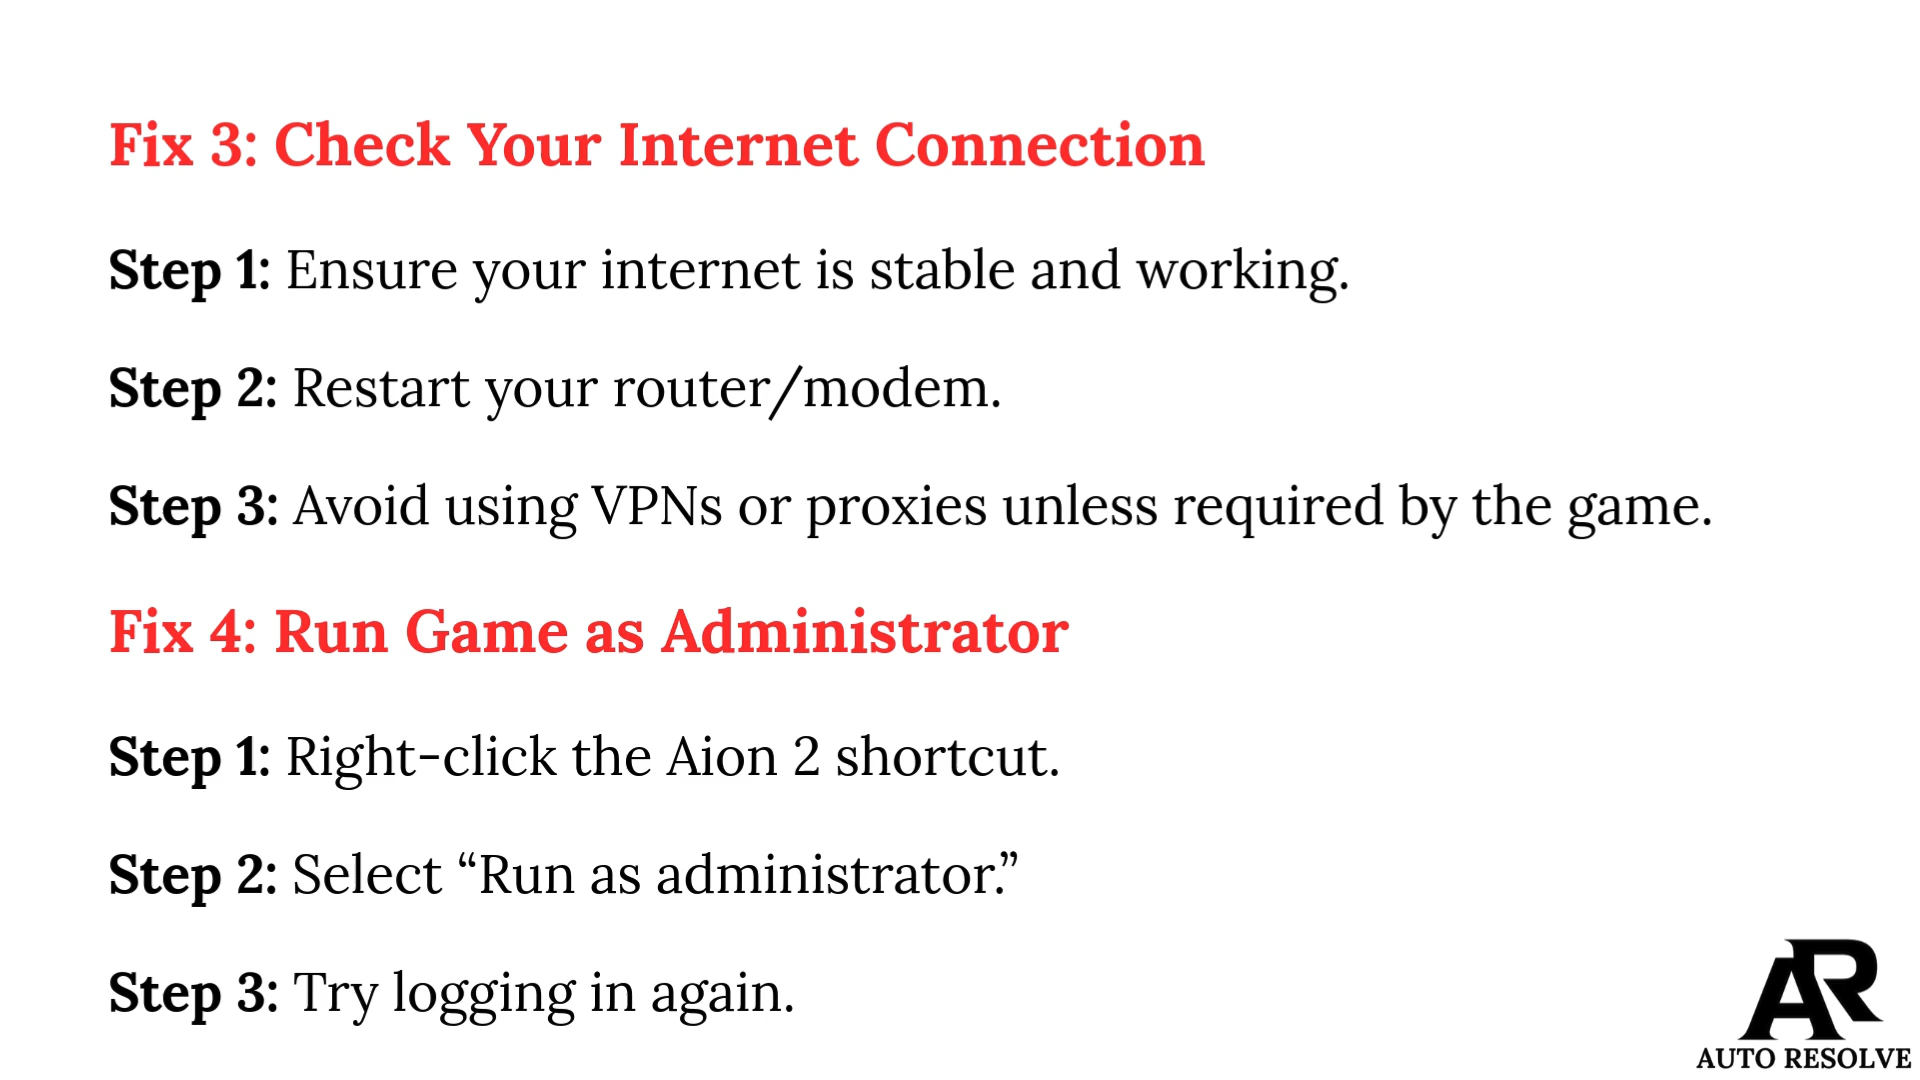 Fix 3: Check Your Internet Connection
Step 1: Ensure your internet is stable and working.
Step 2: Restart your router/modem.
Step 3: Avoid using VPNs or proxies unless required by the game.
Fix 4: Run Game as Administrator
Step 1: Right-click the Aion 2 shortcut.
Step 2: Select “Run as administrator.”
Step 3: Try logging in again.
AR
AUTO RESOLVE